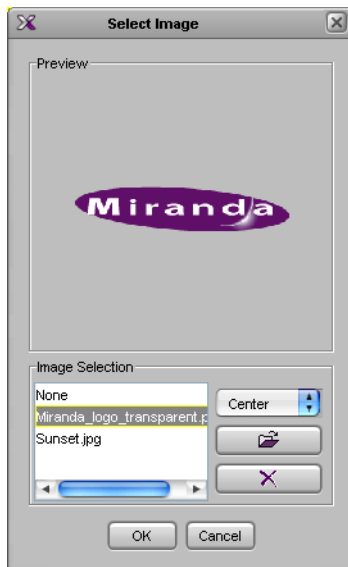 Select Image
Preview
Miranda
Image Selection
None
Miranda_logo_transparent.p
Sunset.jpg
Center
OK
Cancel